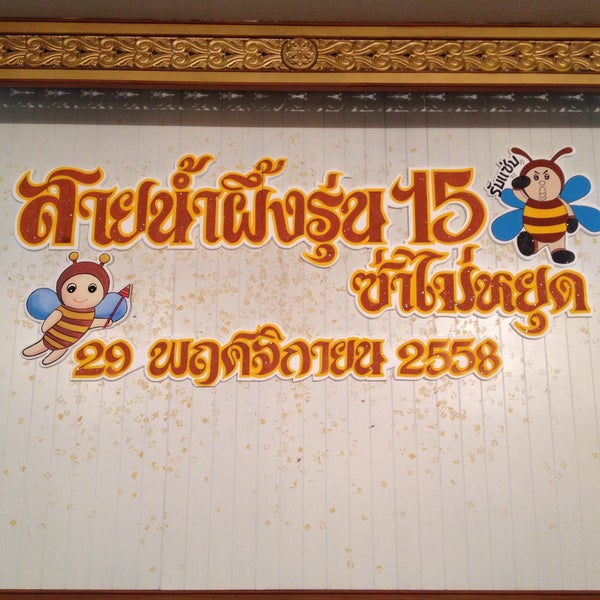 สายน้ำผึ้งรุ่น 15
รับแซ่บ
ซ่าไม่หยุด
29 พฤศจิกายน 2558